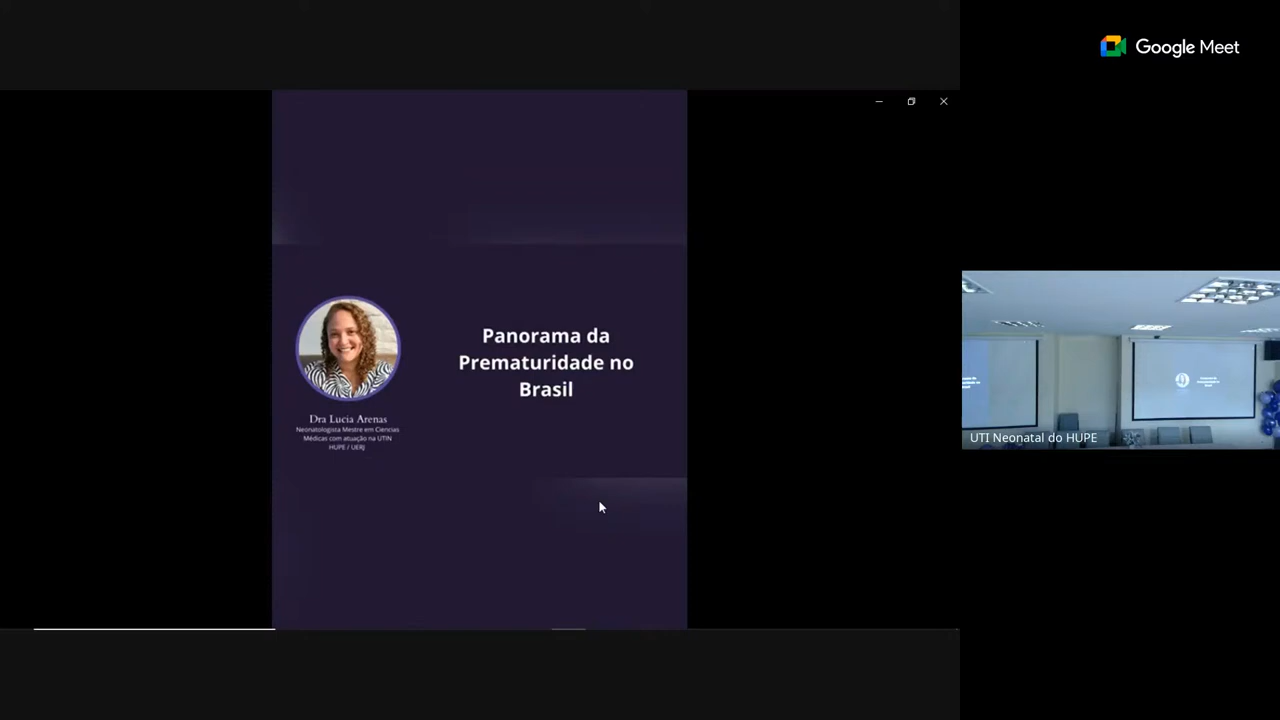 Google Meet
Panorama da
Prematuridade no
Brasil
Dra Lucia Arenas
Neonatologista Mestre em Ciencias
Médicas com atuação na UTIN
HUPE / UERJ
UTI Neonatal do HUPE